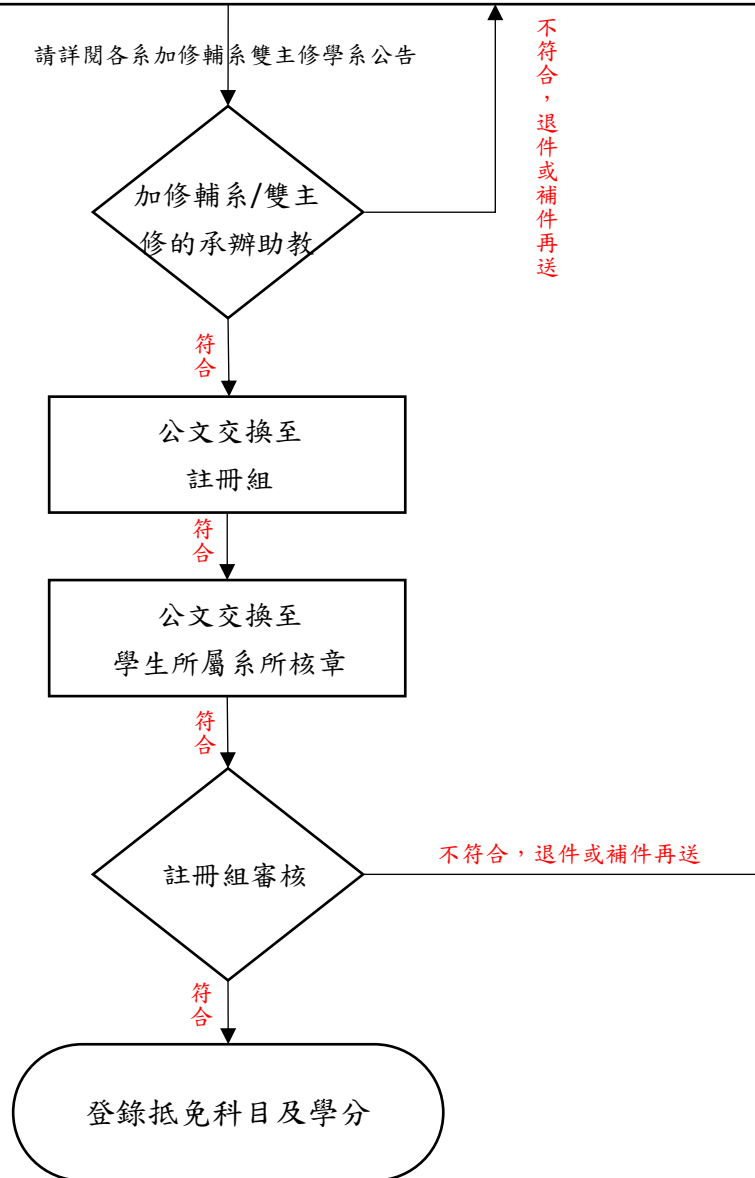 請詳閱各系加修輔系雙主修學系公告
不符合，退件或補件再送
加修輔系/雙主
修的承辦助教
符合
公文交換至
註冊組
符合
公文交換至
學生所屬系所核章
符合
註冊組審核
不符合，退件或補件再送
符合
登錄抵免科目及學分